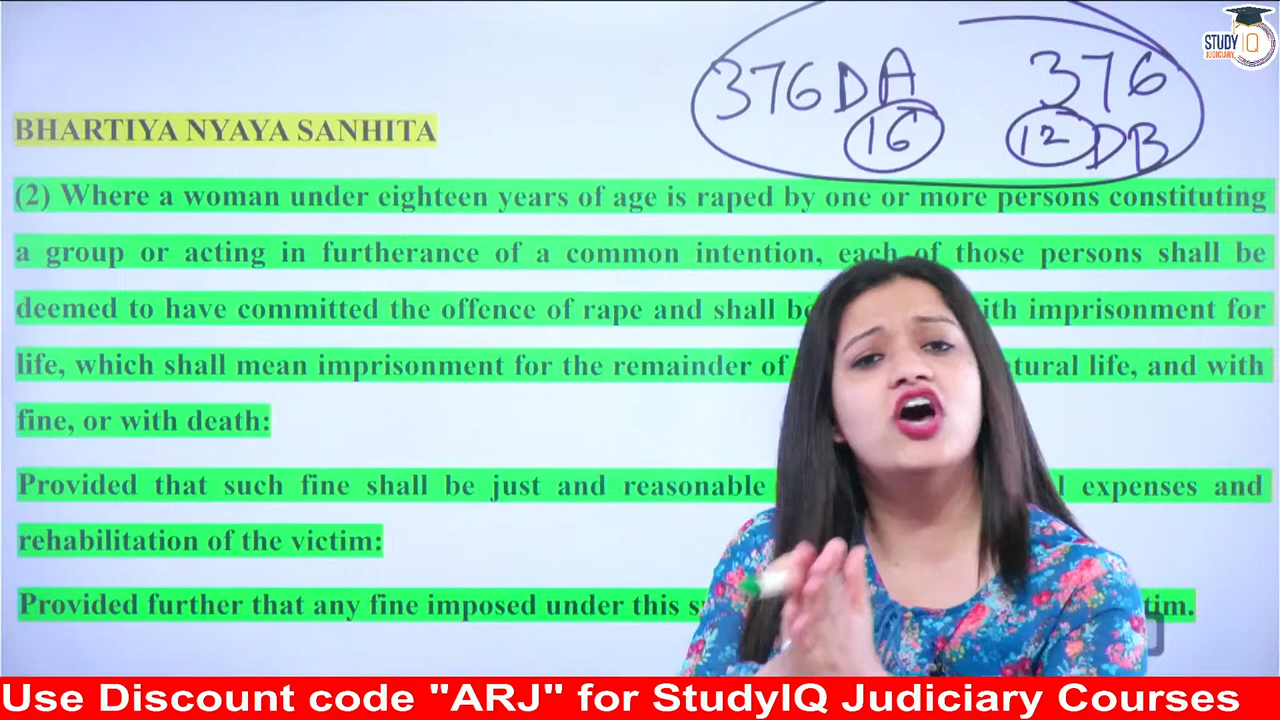 STUDY IQ
JUDICIARY
376DA 376
16 12 DB
BHARTIYA NYAYA SANHITA
(2) Where a woman under eighteen years of age is raped by one or more persons constituting
a group or acting in furtherance of a common intention, each of those persons shall be
deemed to have committed the offence of rape and shall be with imprisonment for
life, which shall mean imprisonment for the remainder of natural life, and with
fine, or with death:
Provided that such fine shall be just and reasonable expenses and
rehabilitation of the victim:
Provided further that any fine imposed under this
Use Discount code "ARJ" for StudyIQ Judiciary Courses